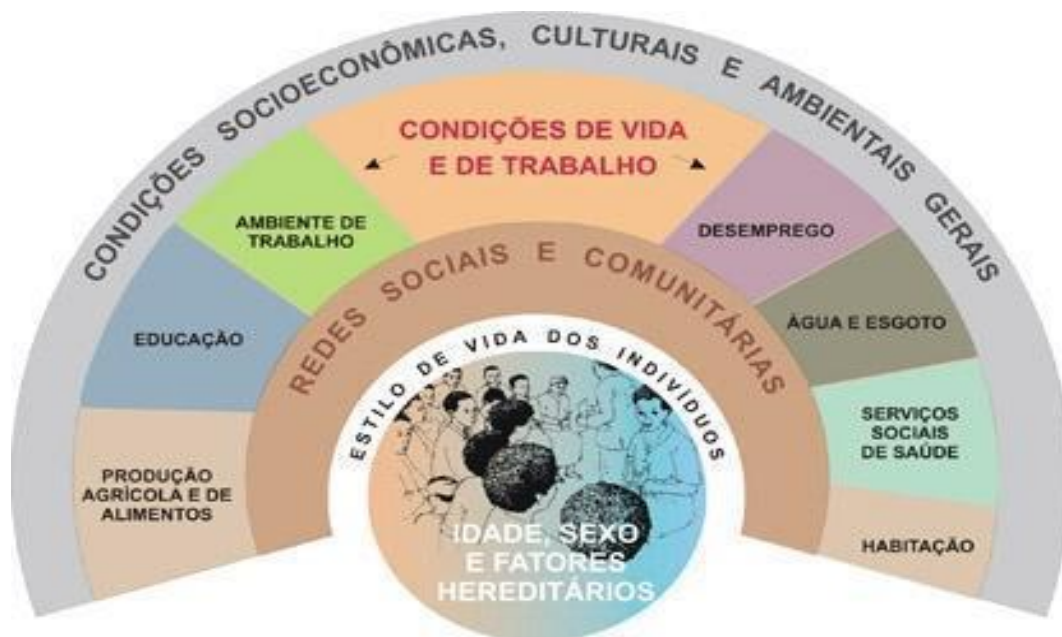 CONDIÇÕES SOCIOECONÔMICAS, CULTURAIS E AMBIENTAIS GERAIS
CONDIÇÕES DE VIDA
E DE TRABALHO
AMBIENTE DE
TRABALHO
DESEMPREGO
EDUCAÇÃO
ÁGUA E ESGOTO
PRODUÇÃO
AGRÍCOLA E DE
ALIMENTOS
SERVIÇOS
SOCIAIS
DE SAÚDE
HABITAÇÃO
REDES SOCIAIS E COMUNITÁRIAS
ESTILO DE VIDA DOS INDIVÍDUOS
IDADE, SEXO
E FATORES
HEREDITÁRIOS